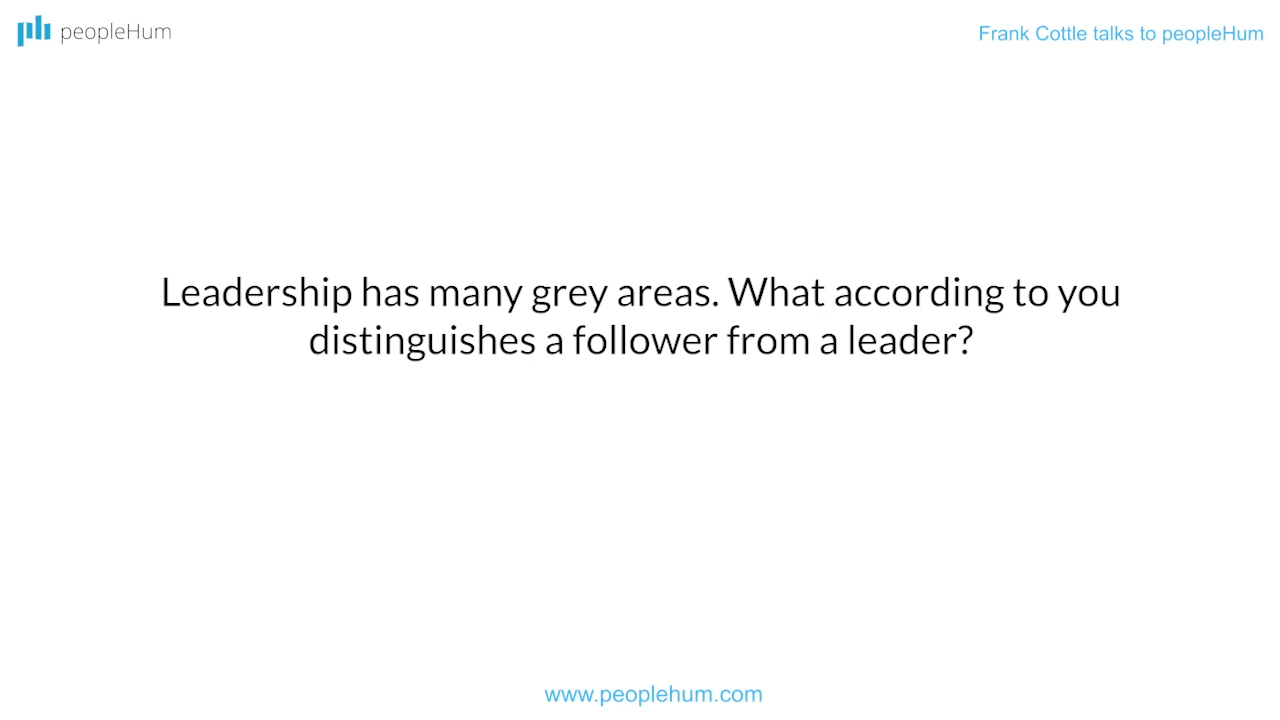 peopleHum
Frank Cottle talks to peopleHum
Leadership has many grey areas. What according to you
distinguishes a follower from a leader?
www.peoplehum.com